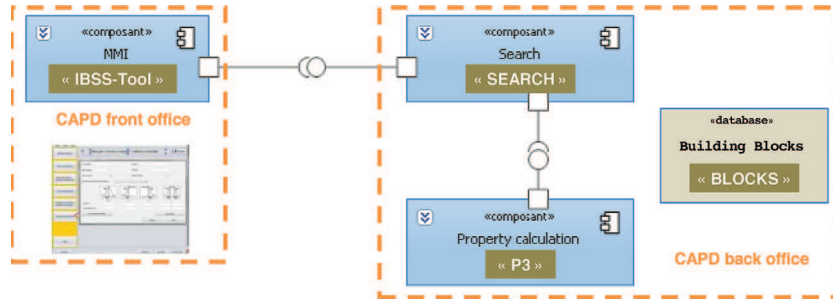 «composant»
MMI
« IBSS-Tool »
CAPD front office
«composant»
Search
« SEARCH »
«database»
Building Blocks
« BLOCKS »
«composant»
Property calculation
« P3 »
CAPD back office